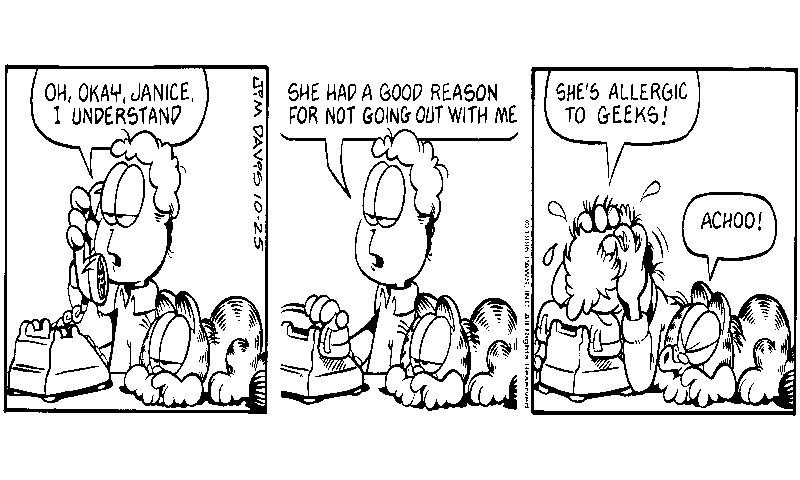 OH, OKAY, JANICE,
I UNDERSTAND
JIM DAVIS 10-25
SHE HAD A GOOD REASON
FOR NOT GOING OUT WITH ME
SHE'S ALLERGIC
TO GEEKS!
ACHOO!